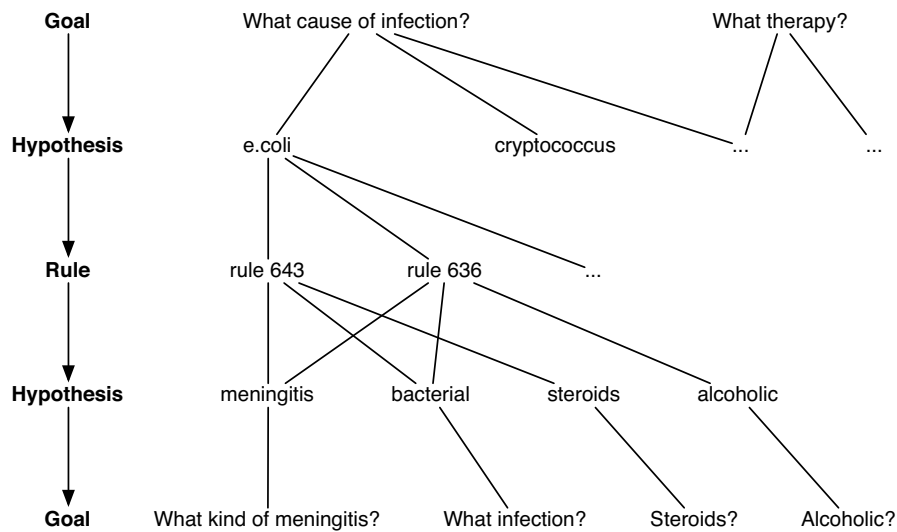 Goal What cause of infection? What therapy?
Hypothesis e.coli cryptococcus ... ...
Rule rule 643 rule 636 ...
Hypothesis meningitis bacterial steroids alcoholic
Goal What kind of meningitis? What infection? Steroids? Alcoholic?